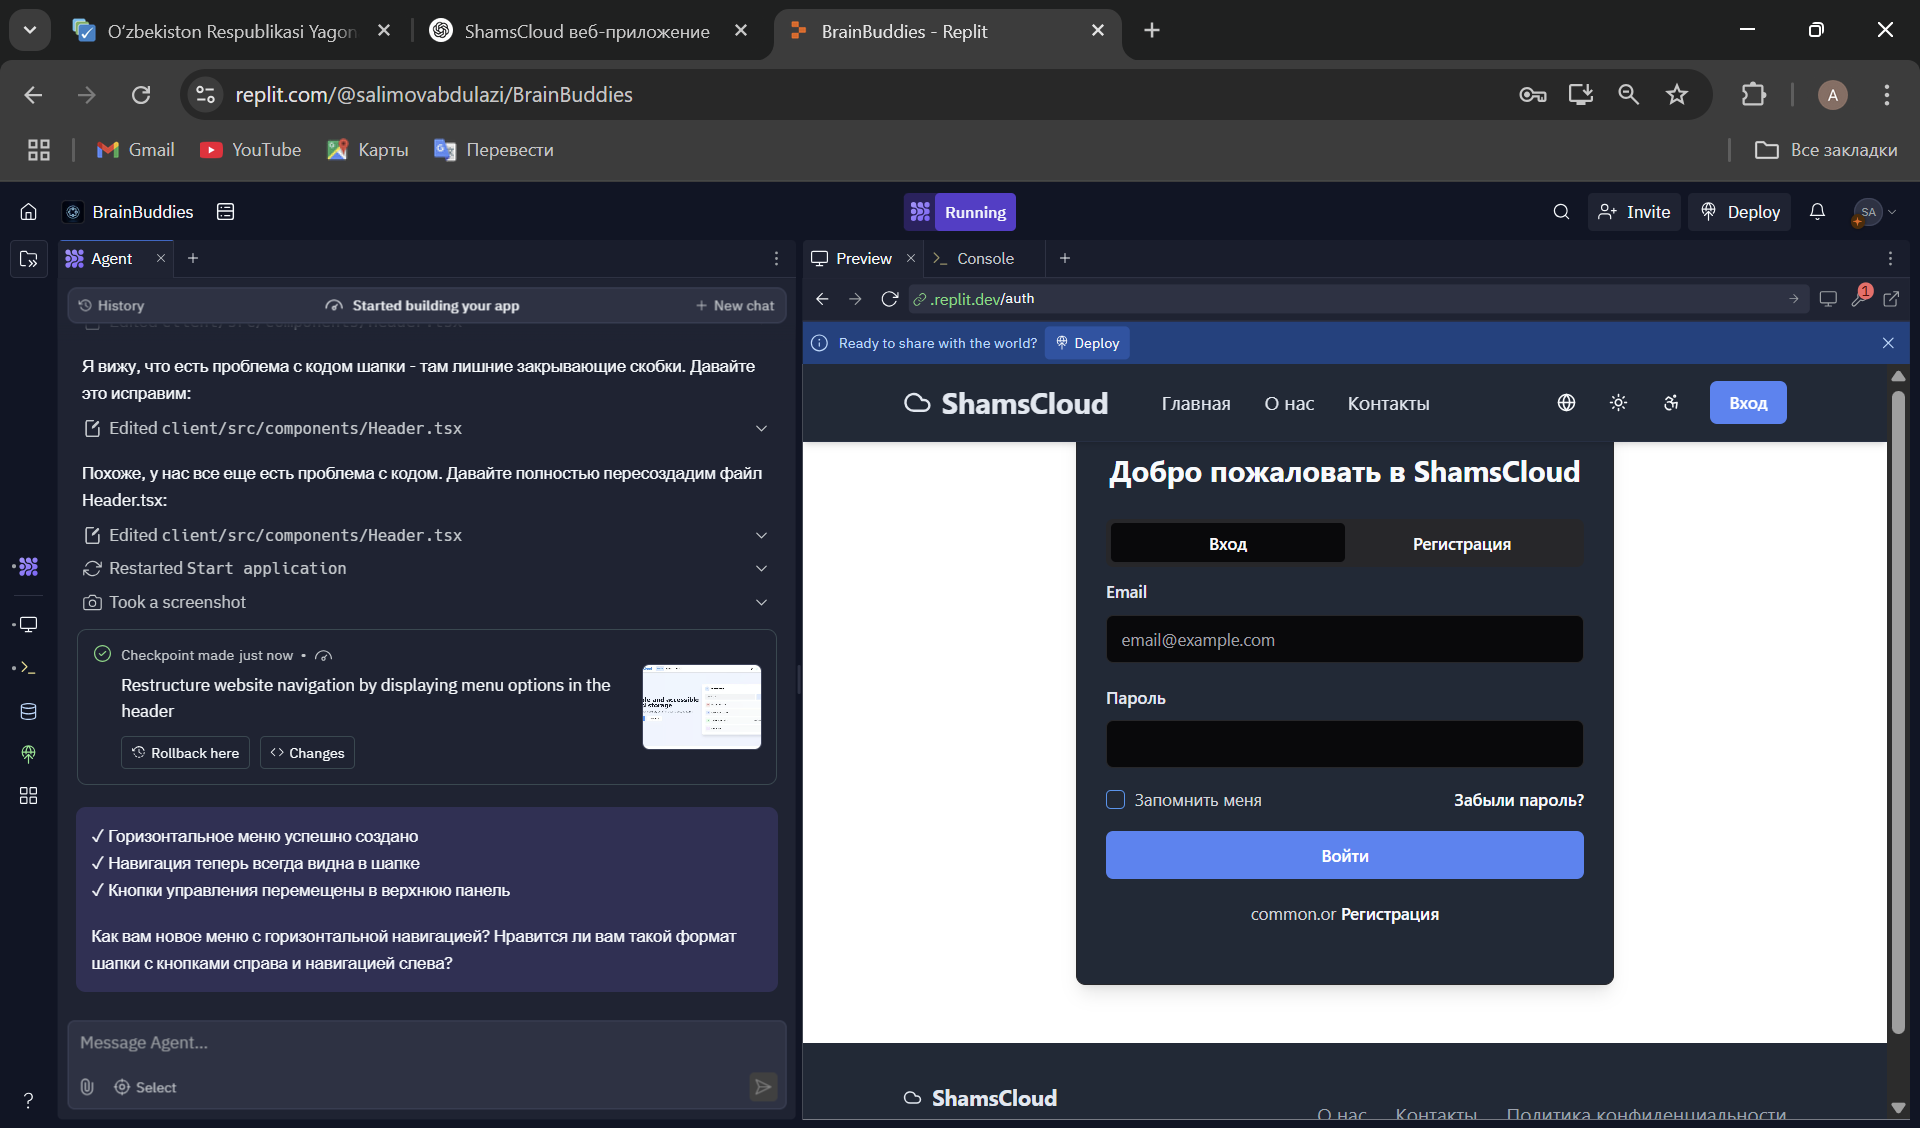 O'zbekiston Respublikasi Yagon
ShamsCloud веб-приложение
BrainBuddies - Replit
replit.com/@salimovabdulazi/BrainBuddies
A
Gmail
YouTube
Карты
Перевести
Все закладки
BrainBuddies
Running
Invite
Deploy
SA
Agent
Preview
Console
History
Started building your app
New chat
.replit.dev/auth
1
Ready to share with the world?
Deploy
Я вижу, что есть проблема с кодом шапки - там лишние закрывающие скобки. Давайте
это исправим:
Edited client/src/components/Header.tsx
Похоже, у нас все еще есть проблема с кодом. Давайте полностью пересоздадим файл
Header.tsx:
Edited client/src/components/Header.tsx
Restarted Start application
Took a screenshot
Checkpoint made just now •
Restructure website navigation by displaying menu options in the
header
Rollback here
Changes
✓ Горизонтальное меню успешно создано
✓ Навигация теперь всегда видна в шапке
✓ Кнопки управления перемещены в верхнюю панель
Как вам новое меню с горизонтальной навигацией? Нравится ли вам такой формат
шапки с кнопками справа и навигацией слева?
Message Agent...
Select
?
ShamsCloud
Главная
О нас
Контакты
Вход
Добро пожаловать в ShamsCloud
Вход
Регистрация
Email
email@example.com
Пароль
Запомнить меня
Забыли пароль?
Войти
common.or Регистрация
ShamsCloud
О нас
Контакты
Политика конфиденциальности